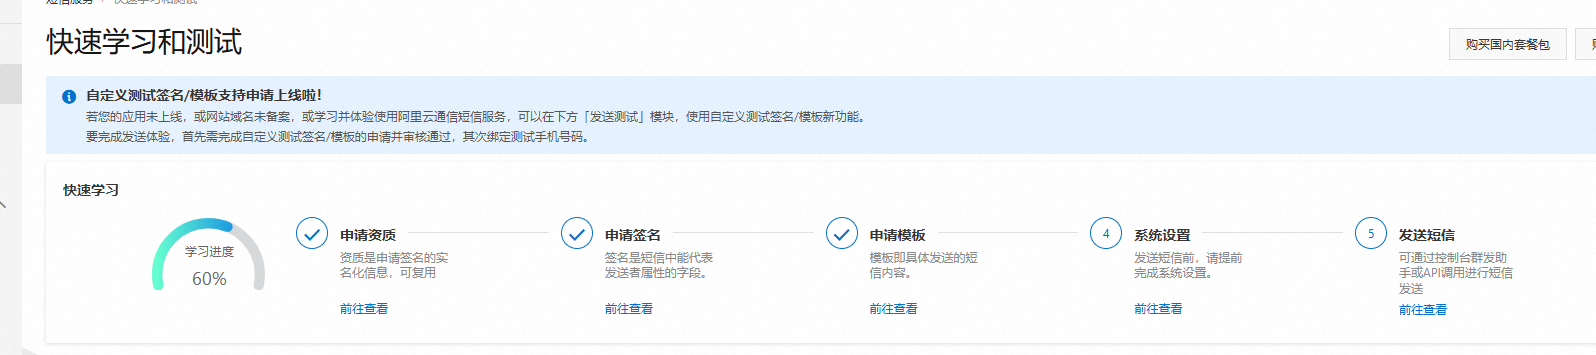 短信服务 / 快速学习和测试
快速学习和测试
购买国内套餐包
自定义测试签名/模板支持申请上线啦！
若您的应用未上线，或网站域名未备案，或学习并体验使用阿里云通信短信服务，可以在下方「发送测试」模块，使用自定义测试签名/模板新功能。
要完成发送体验，首先需完成自定义测试签名/模板的申请并审核通过，其次绑定测试手机号码。
快速学习
学习进度
60%
申请资质
资质是申请签名的实
名化信息，可复用
前往查看
申请签名
签名是短信中能代表
发送者属性的字段。
前往查看
申请模板
模板即具体发送的短
信内容。
前往查看
4
系统设置
发送短信前，请提前
完成系统设置。
前往查看
5
发送短信
可通过控制台群发助
手或API调用进行短信
发送
前往查看